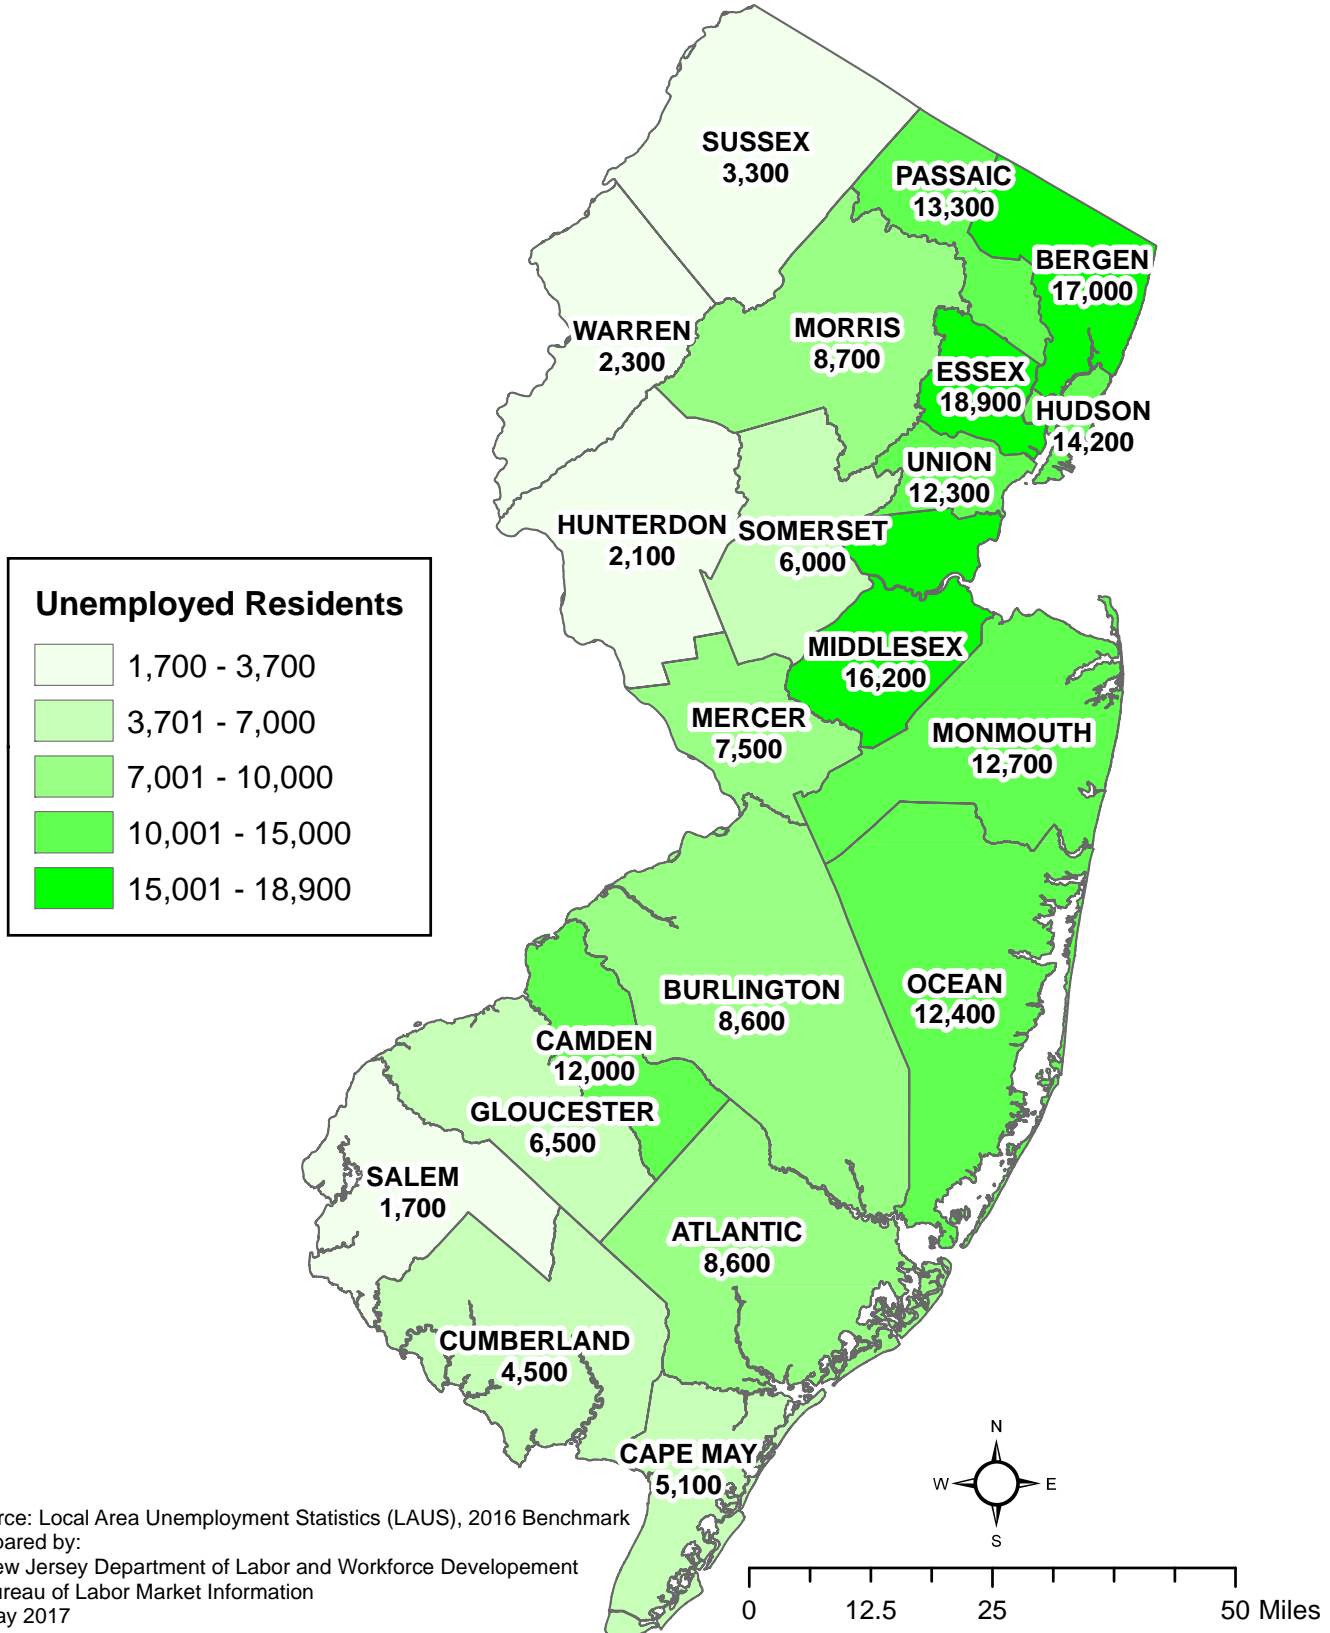 SUSSEX
3,300
PASSAIC
13,300
BERGEN
17,000
WARREN
2,300
MORRIS
8,700
ESSEX
18,900
HUDSON
14,200
UNION
12,300
HUNTERDON
2,100
SOMERSET
6,000
Unemployed Residents
1,700 - 3,700
3,701 - 7,000
7,001 - 10,000
10,001 - 15,000
15,001 - 18,900
MIDDLESEX
16,200
MERCER
7,500
MONMOUTH
12,700
BURLINGTON
8,600
OCEAN
12,400
CAMDEN
12,000
GLOUCESTER
6,500
SALEM
1,700
ATLANTIC
8,600
CUMBERLAND
4,500
CAPE MAY
5,100
N
W E
S
rce: Local Area Unemployment Statistics (LAUS), 2016 Benchmark
pared by:
ew Jersey Department of Labor and Workforce Developement
ureau of Labor Market Information
ay 2017
0 12.5 25 50 Miles